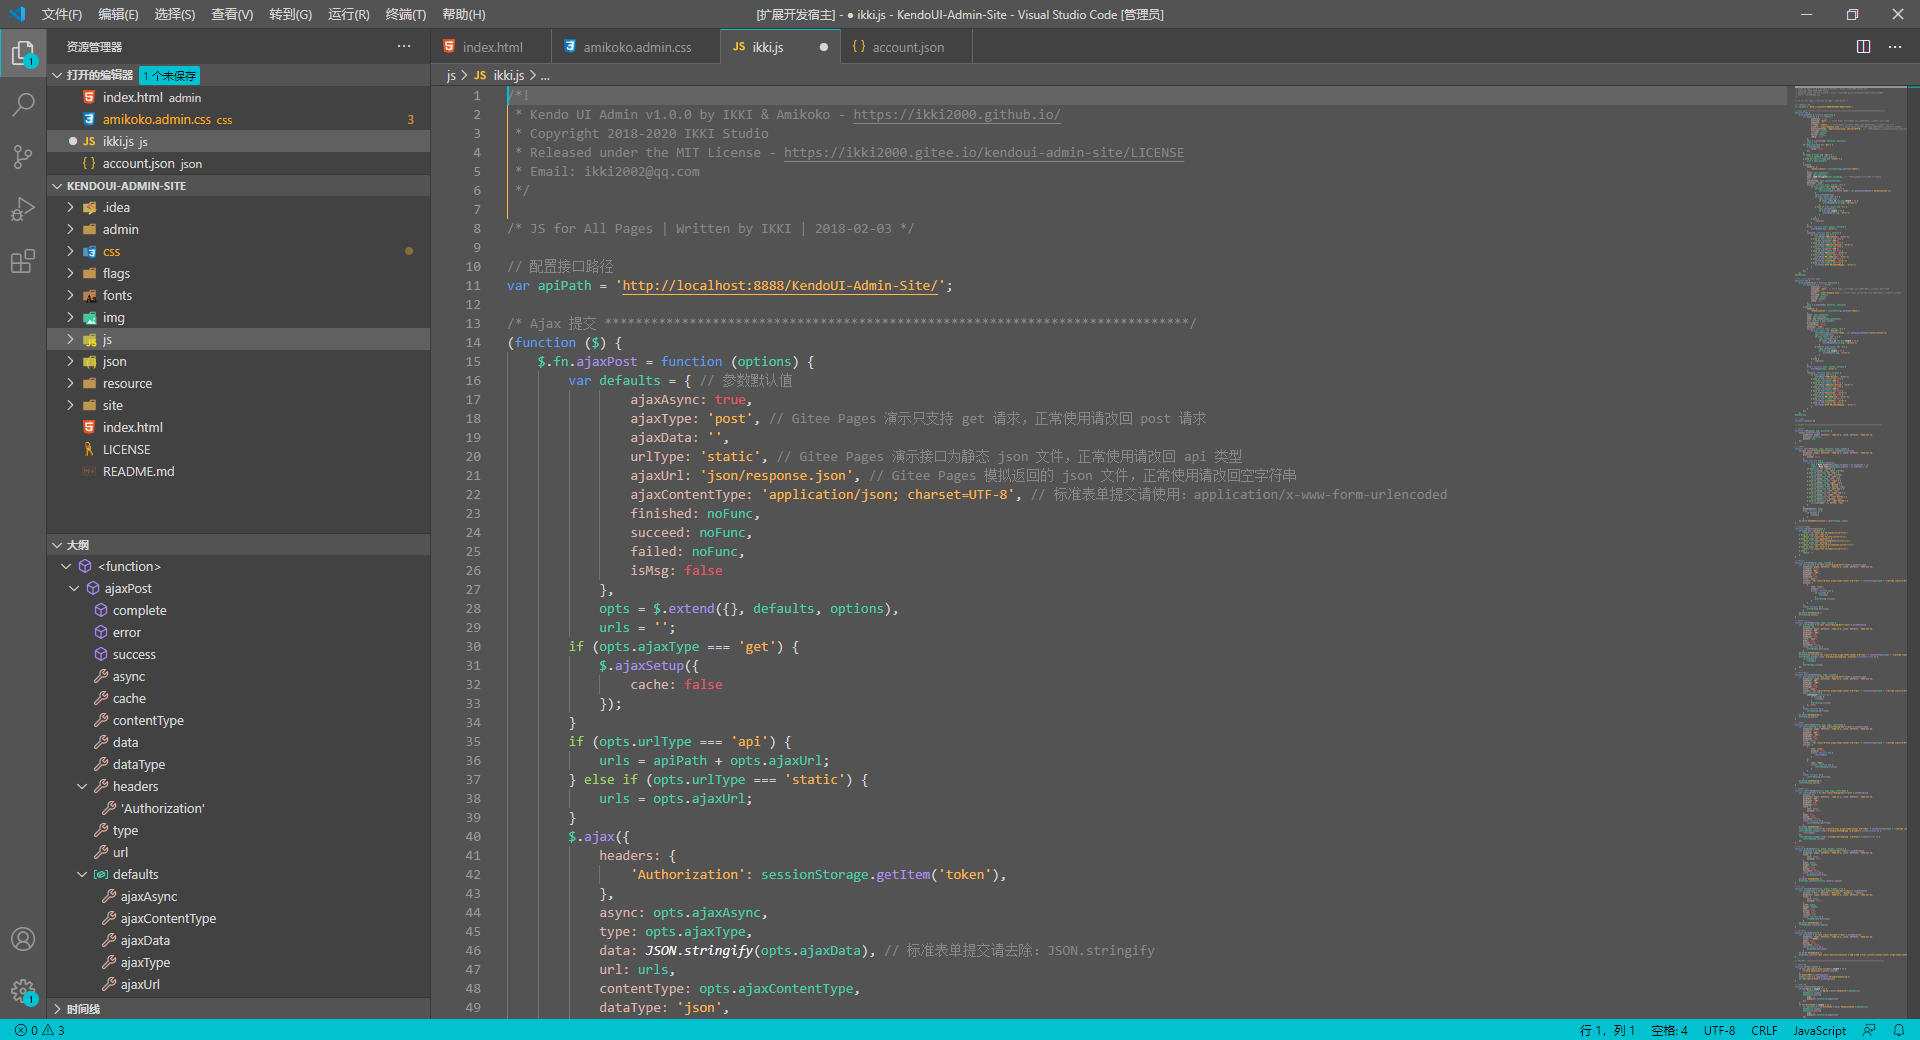 文件(F) 编辑(E) 选择(S) 查看(V) 转到(G) 运行(R) 终端(T) 帮助(H)
[扩展开发宿主] - ● ikki.js - KendoUI-Admin-Site - Visual Studio Code [管理员]
资源管理器
打开的编辑器 1 个未保存
index.html admin
amikoko.admin.css css 3
JS ikki.js js
{ } account.json json
KENDOUI-ADMIN-SITE
.idea
admin
css
flags
fonts
img
js
json
resource
site
index.html
LICENSE
README.md
大纲
<function>
ajaxPost
complete
error
success
async
cache
contentType
data
dataType
headers
'Authorization'
type
url
defaults
ajaxAsync
ajaxContentType
ajaxData
ajaxType
ajaxUrl
时间线
index.html
amikoko.admin.css
JS ikki.js
{ } account.json
js > JS ikki.js > ...
1 /*!
2 * Kendo UI Admin v1.0.0 by IKKI & Amikoko - https://ikki2000.github.io/
3 * Copyright 2018-2020 IKKI Studio
4 * Released under the MIT License - https://ikki2000.gitee.io/kendoui-admin-site/LICENSE
5 * Email: ikki2002@qq.com
6 */
7
8 /* JS for All Pages | Written by IKKI | 2018-02-03 */
9
10 // 配置接口路径
11 var apiPath = 'http://localhost:8888/KendoUI-Admin-Site/';
12
13 /* Ajax 提交 ****************************************************************************/
14 (function ($) {
15 $.fn.ajaxPost = function (options) {
16 var defaults = { // 参数默认值
17 ajaxAsync: true,
18 ajaxType: 'post', // Gitee Pages 演示只支持 get 请求，正常使用请改回 post 请求
19 ajaxData: '',
20 urlType: 'static', // Gitee Pages 演示接口为静态 json 文件，正常使用请改回 api 类型
21 ajaxUrl: 'json/response.json', // Gitee Pages 模拟返回的 json 文件，正常使用请改回空字符串
22 ajaxContentType: 'application/json; charset=UTF-8', // 标准表单提交请使用：application/x-www-form-urlencoded
23 finished: noFunc,
24 succeed: noFunc,
25 failed: noFunc,
26 isMsg: false
27 },
28 opts = $.extend({}, defaults, options),
29 urls = '';
30 if (opts.ajaxType === 'get') {
31 $.ajaxSetup({
32 cache: false
33 });
34 }
35 if (opts.urlType === 'api') {
36 urls = apiPath + opts.ajaxUrl;
37 } else if (opts.urlType === 'static') {
38 urls = opts.ajaxUrl;
39 }
40 $.ajax({
41 headers: {
42 'Authorization': sessionStorage.getItem('token'),
43 },
44 async: opts.ajaxAsync,
45 type: opts.ajaxType,
46 data: JSON.stringify(opts.ajaxData), // 标准表单提交请去除：JSON.stringify
47 url: urls,
48 contentType: opts.ajaxContentType,
49 dataType: 'json',
0 3
行 1，列 1 空格: 4 UTF-8 CRLF JavaScript